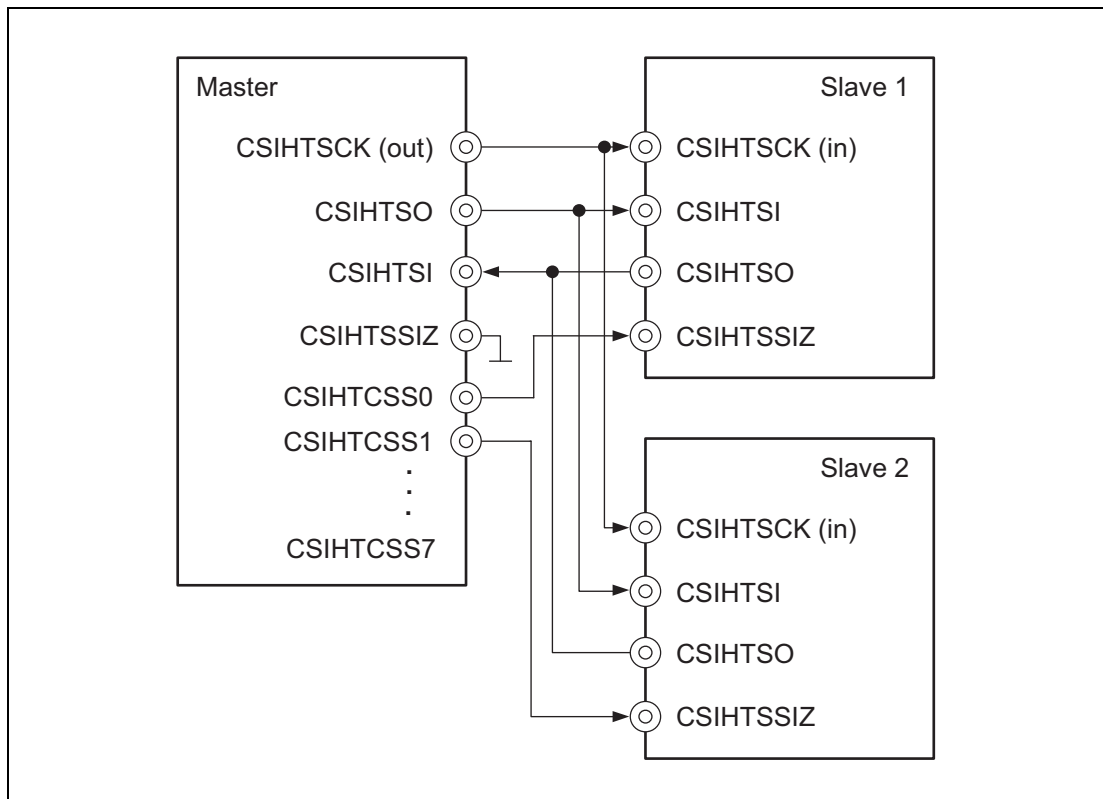 Master
CSIHTSCK (out)
CSIHTSO
CSIHTSI
CSIHTSSIZ
CSIHTCSS0
CSIHTCSS1
.
.
.
CSIHTCSS7
Slave 1
CSIHTSCK (in)
CSIHTSI
CSIHTSO
CSIHTSSIZ
Slave 2
CSIHTSCK (in)
CSIHTSI
CSIHTSO
CSIHTSSIZ